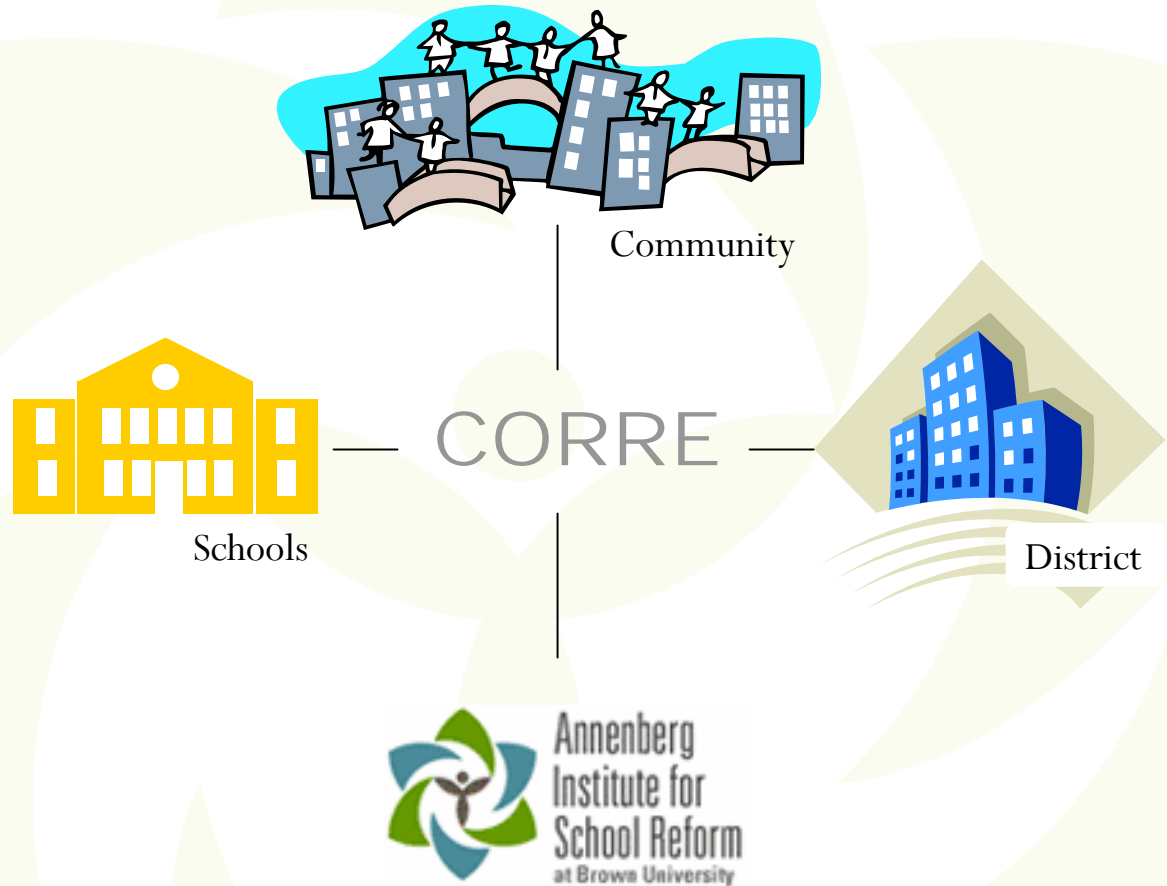 Community
CORRE
Schools
District
Annenberg
Institute for
School Reform
at Brown University